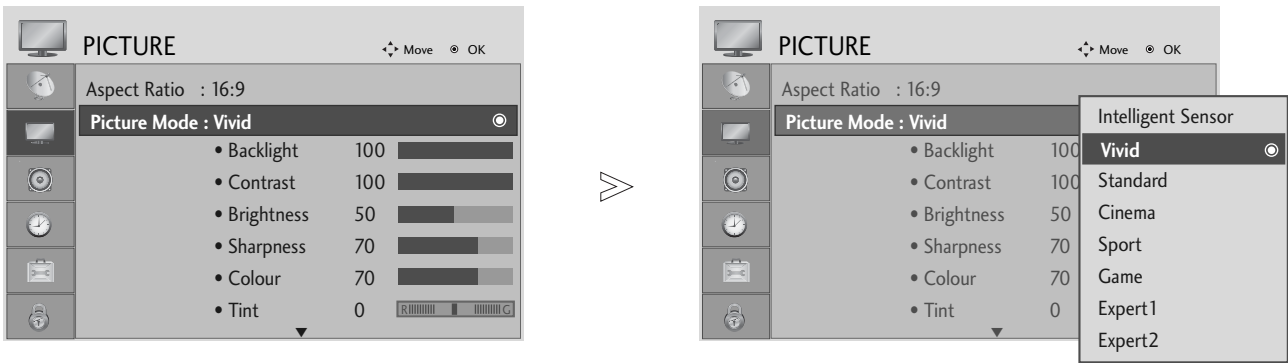 PICTURE
Move OK
Aspect Ratio : 16:9
Picture Mode : Vivid
• Backlight 100
• Contrast 100
• Brightness 50
• Sharpness 70
• Colour 70
• Tint 0 R G
PICTURE
Move OK
Aspect Ratio : 16:9
Picture Mode : Vivid
• Backlight 100
• Contrast 100
• Brightness 50
• Sharpness 70
• Colour 70
• Tint 0
Intelligent Sensor
Vivid
Standard
Cinema
Sport
Game
Expert1
Expert2